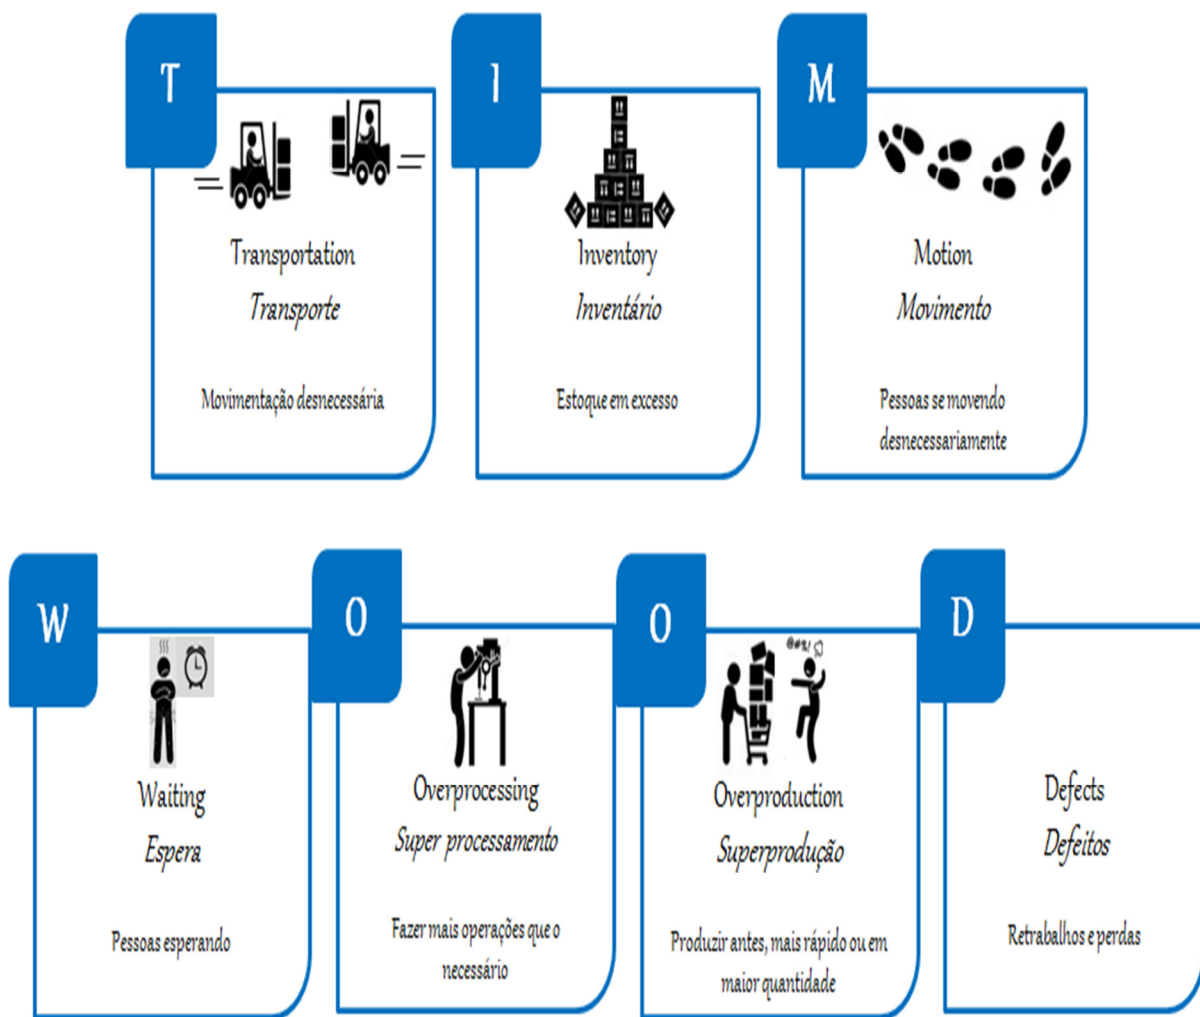 T
Transportation
Transporte
Movimentação desnecessária
I
Inventory
Inventário
Estoque em excesso
M
Motion
Movimento
Pessoas se movendo
desnecessariamente
W
Waiting
Espera
Pessoas esperando
O
Overprocessing
Super processamento
Fazer mais operações que o
necessário
O
@#%!
Overproduction
Superprodução
Produzir antes, mais rápido ou em
maior quantidade
D
Defects
Defeitos
Retrabalhos e perdas